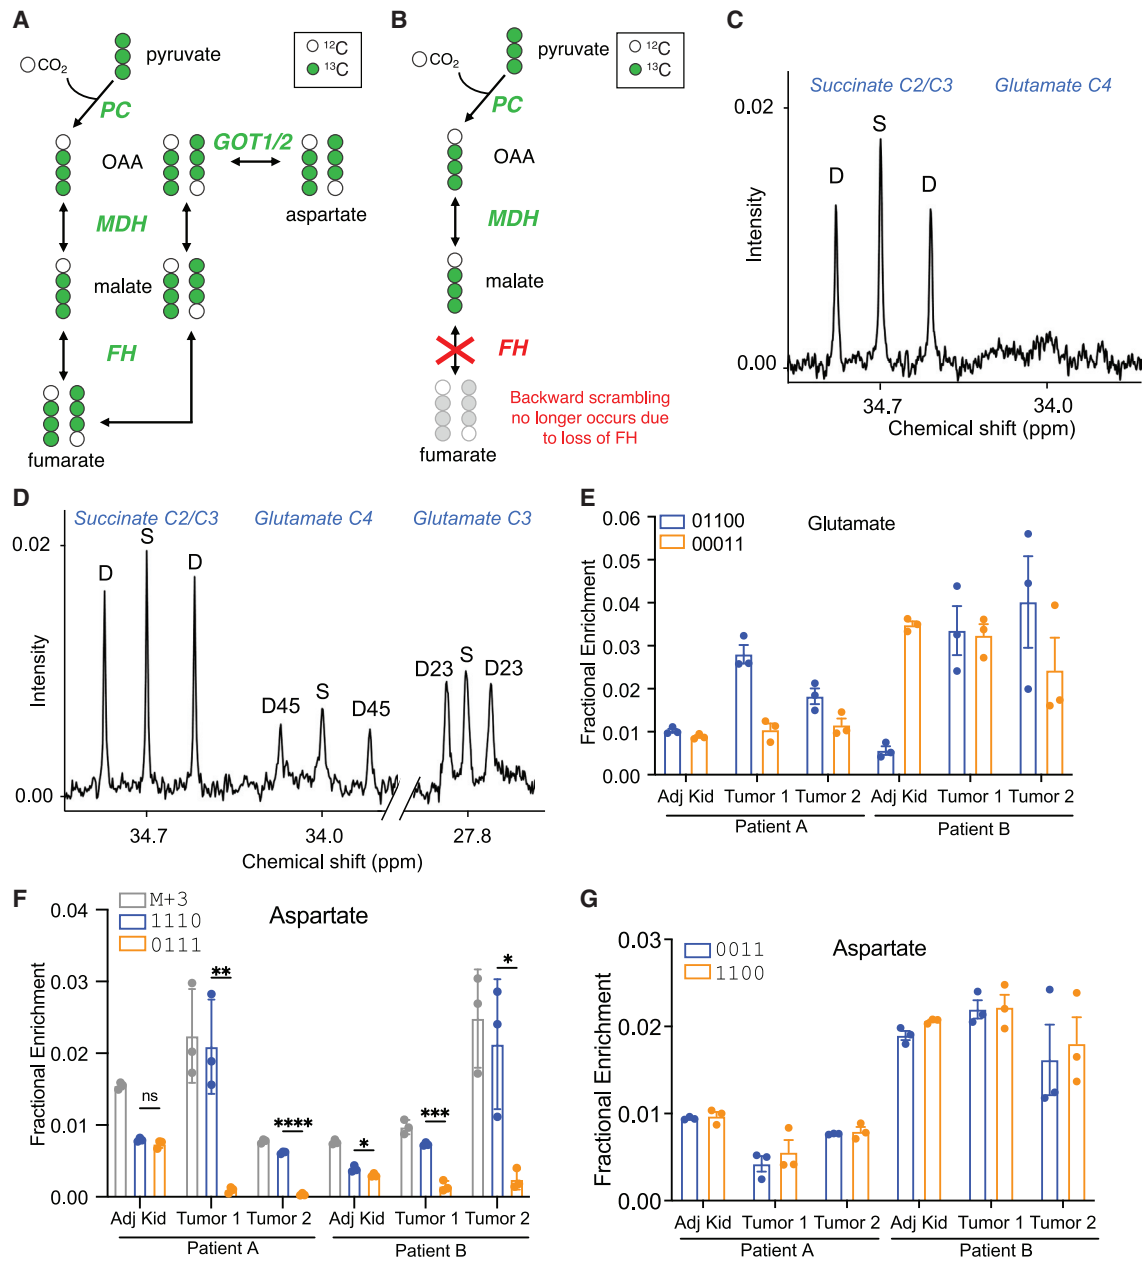 A
pyruvate
CO2
12C
13C
PC
OAA
GOT1/2
aspartate
MDH
malate
FH
fumarate
B
pyruvate
CO2
12C
13C
PC
OAA
MDH
malate
FH
Backward scrambling
no longer occurs due
to loss of FH
fumarate
C
Succinate C2/C3 Glutamate C4
0.02
0.00
Intensity
D
S
D
34.7 34.0
Chemical shift (ppm)
D
Succinate C2/C3 Glutamate C4 Glutamate C3
0.02
0.00
Intensity
D
S
D
D45
S
D45
D23
S
D23
34.7 34.0 27.8
Chemical shift (ppm)
E
Glutamate
01100
00011
Fractional Enrichment
0.06
0.05
0.04
0.03
0.02
0.01
0.00
Adj Kid Tumor 1 Tumor 2 Adj Kid Tumor 1 Tumor 2
Patient A Patient B
F
Aspartate
M+3
1110
0111
Fractional Enrichment
0.04
0.03
0.02
0.01
0.00
ns
**
****
*
***
*
Adj Kid Tumor 1 Tumor 2 Adj Kid Tumor 1 Tumor 2
Patient A Patient B
G
Aspartate
0011
1100
Fractional Enrichment
0.03
0.02
0.01
0.00
Adj Kid Tumor 1 Tumor 2 Adj Kid Tumor 1 Tumor 2
Patient A Patient B